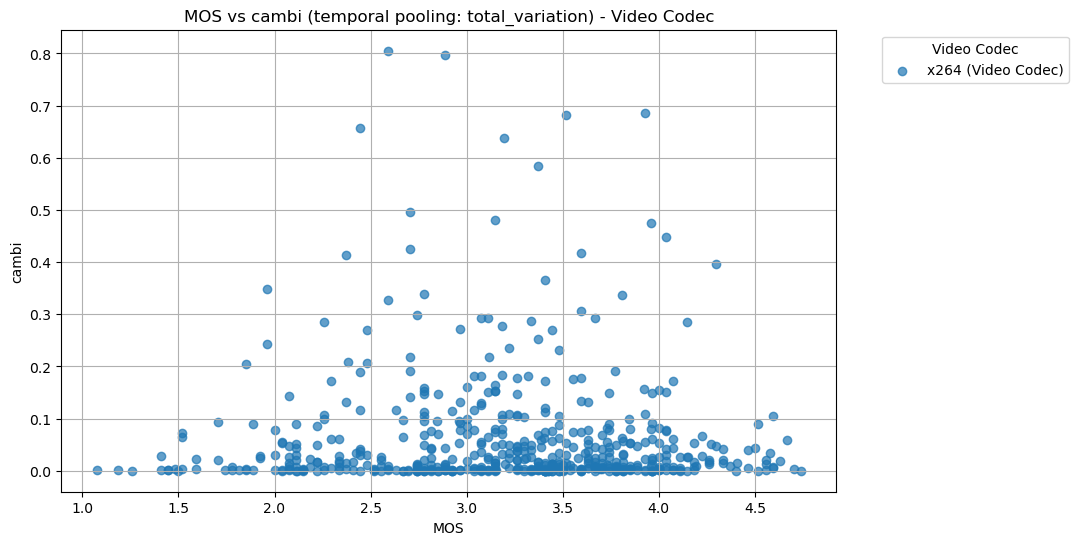 MOS vs cambi (temporal pooling: total_variation) - Video Codec
Video Codec
x264 (Video Codec)
cambi
0.8
0.7
0.6
0.5
0.4
0.3
0.2
0.1
0.0
1.0 1.5 2.0 2.5 3.0 3.5 4.0 4.5
MOS